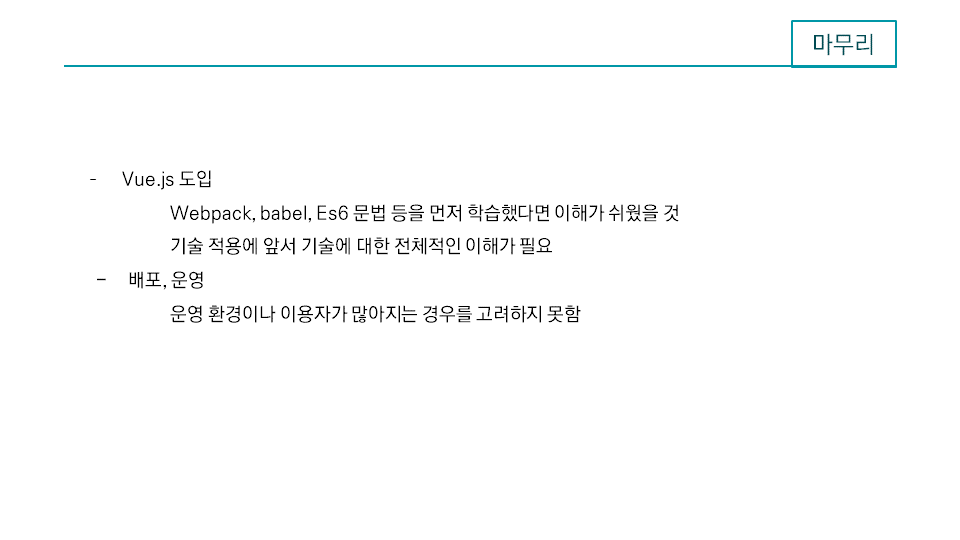 마무리
- Vue.js 도입
Webpack, babel, Es6 문법 등을 먼저 학습했다면 이해가 쉬웠을 것
기술 적용에 앞서 기술에 대한 전체적인 이해가 필요
- 배포, 운영
운영 환경이나 이용자가 많아지는 경우를 고려하지 못함